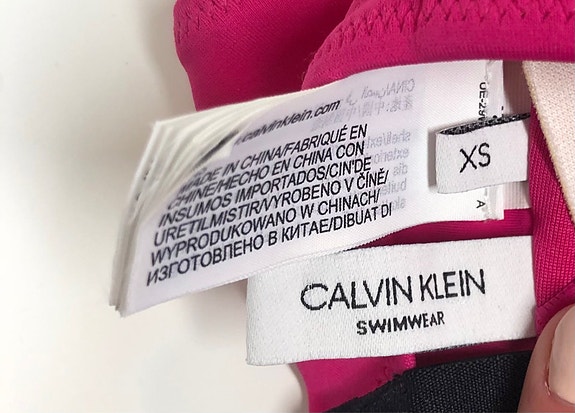 calvinklein.com
MADE IN CHINA/FABRIQUÉ EN
CHINE/HECHO EN CHINA CON
INSUMOS IMPORTADOS/CIN'DE
URETILMISTIR/VYROBENO V ČÍNĚ/
WYPRODUKOWANO W CHINACH/
ИЗГОТОВЛЕНО В КИТАЕ/DIBUAT DI
XS
A
CALVIN KLEIN
SWIMWEAR